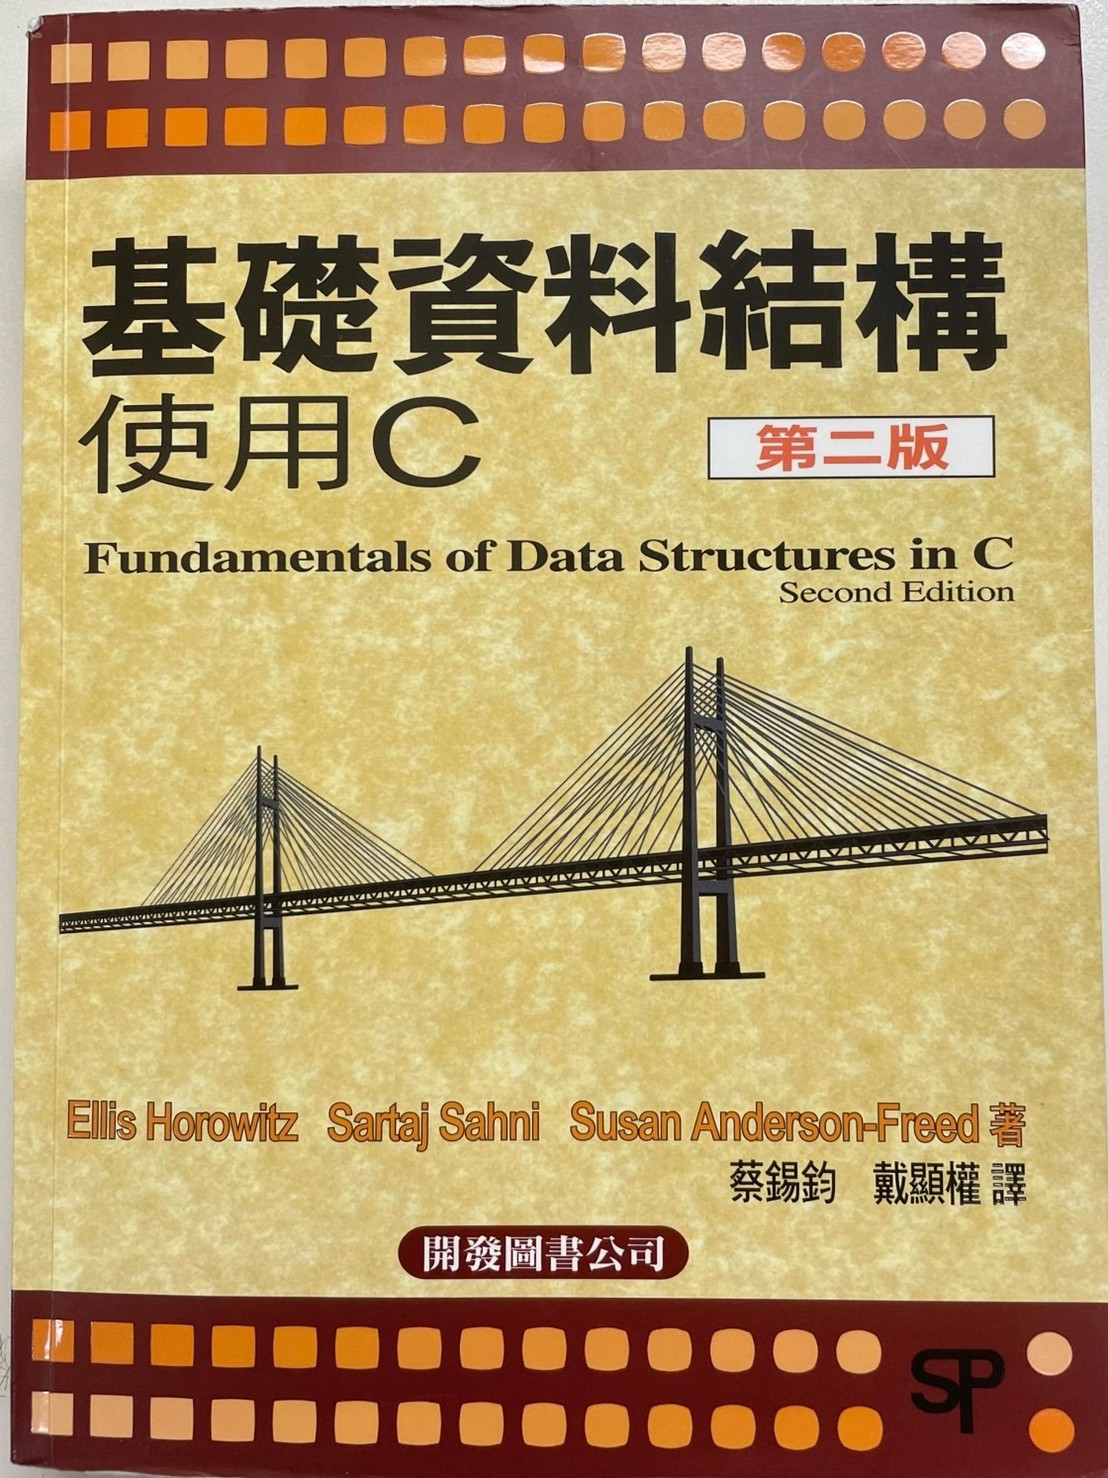 基礎資料結構
使用C
第二版
Fundamentals of Data Structures in C
Second Edition
Ellis Horowitz Sartaj Sahni Susan Anderson-Freed 著
蔡錫鈞 戴顯權 譯
開發圖書公司
SP